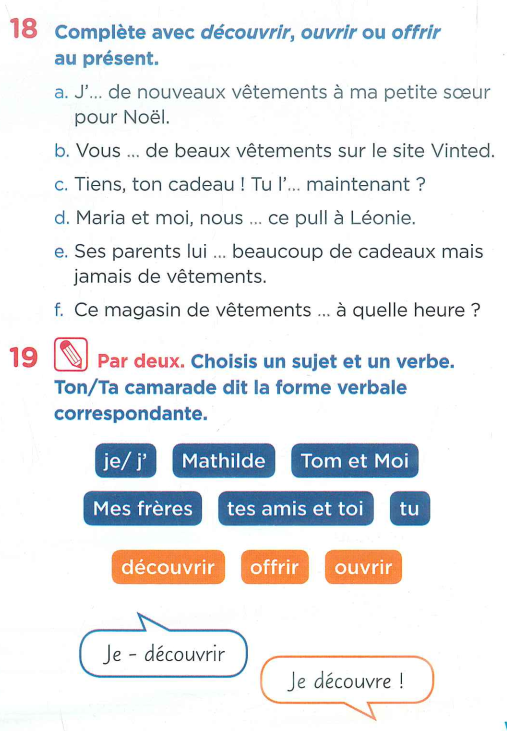 18 Complète avec découvrir, ouvrir ou offrir
au présent.
a. J'... de nouveaux vêtements à ma petite sœur
pour Noël.
b. Vous ... de beaux vêtements sur le site Vinted.
c. Tiens, ton cadeau ! Tu l'... maintenant ?
d. Maria et moi, nous ... ce pull à Léonie.
e. Ses parents lui ... beaucoup de cadeaux mais
jamais de vêtements.
f. Ce magasin de vêtements ... à quelle heure ?
19 Par deux. Choisis un sujet et un verbe.
Ton/Ta camarade dit la forme verbale
correspondante.
je/ j' Mathilde Tom et Moi
Mes frères tes amis et toi tu
découvrir offrir ouvrir
Je - découvrir
Je découvre !